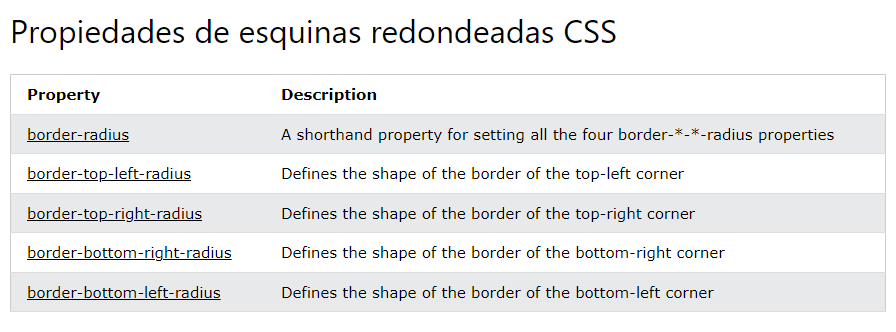 Propiedades de esquinas redondeadas CSS
Property Description
border-radius A shorthand property for setting all the four border-*-*-radius properties
border-top-left-radius Defines the shape of the border of the top-left corner
border-top-right-radius Defines the shape of the border of the top-right corner
border-bottom-right-radius Defines the shape of the border of the bottom-right corner
border-bottom-left-radius Defines the shape of the border of the bottom-left corner